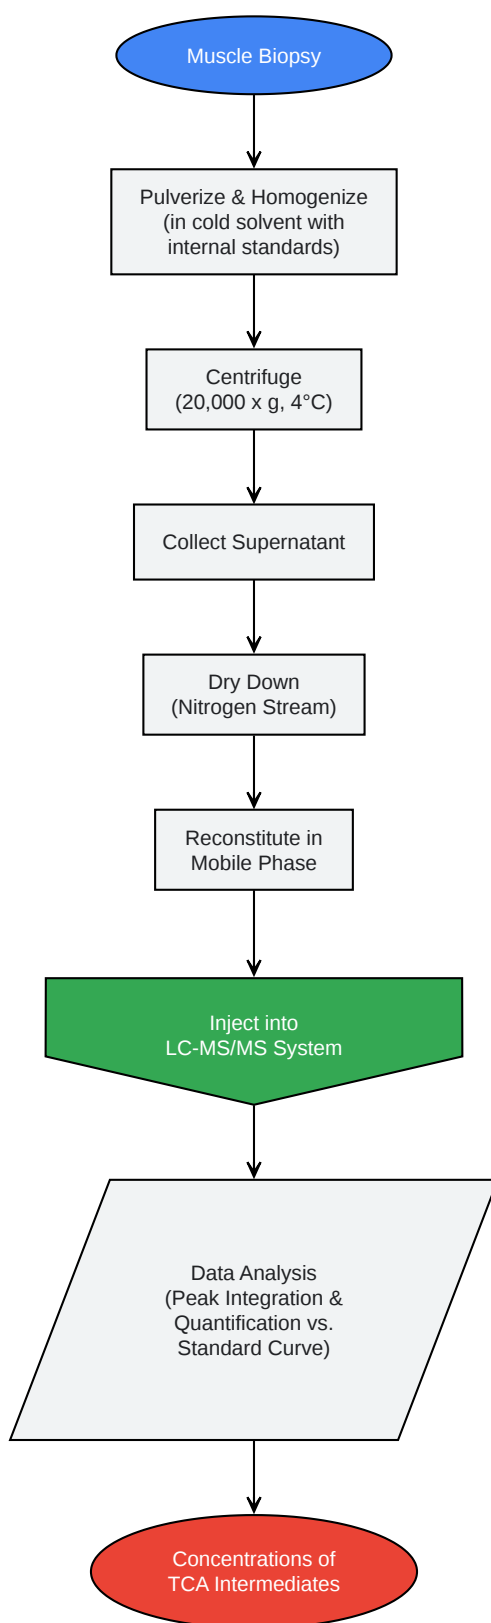 Muscle Biopsy
Pulverize & Homogenize
(in cold solvent with
internal standards)
Centrifuge
(20,000 x g, 4°C)
Collect Supernatant
Dry Down
(Nitrogen Stream)
Reconstitute in
Mobile Phase
Inject into
LC-MS/MS System
Data Analysis
(Peak Integration &
Quantification vs.
Standard Curve)
Concentrations of
TCA Intermediates